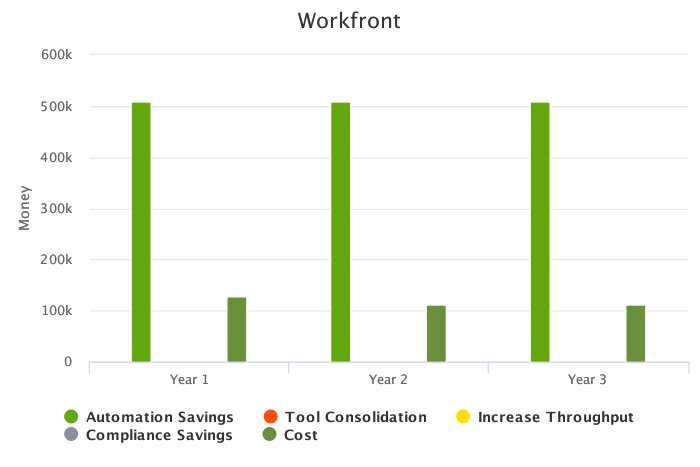 Workfront
600k
500k
400k
300k
200k
100k
0
Money
Year 1 Year 2 Year 3
Automation Savings Tool Consolidation Increase Throughput
Compliance Savings Cost